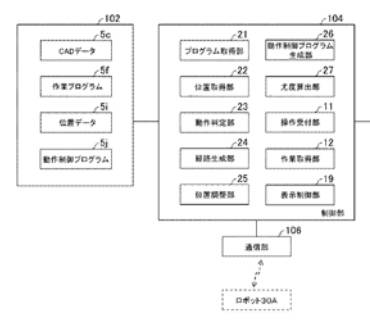 102
5c
CADデータ
5f
作業プログラム
5i
位置データ
5j
動作制御プログラム
104
21
プログラム取得部
22
位置取得部
23
動作判定部
24
経路生成部
25
位置調整部
26
動作制御プログラム
生成部
27
尤度算出部
11
操作受付部
12
作業取得部
19
表示制御部
制御部
106
通信部
ロボット30A